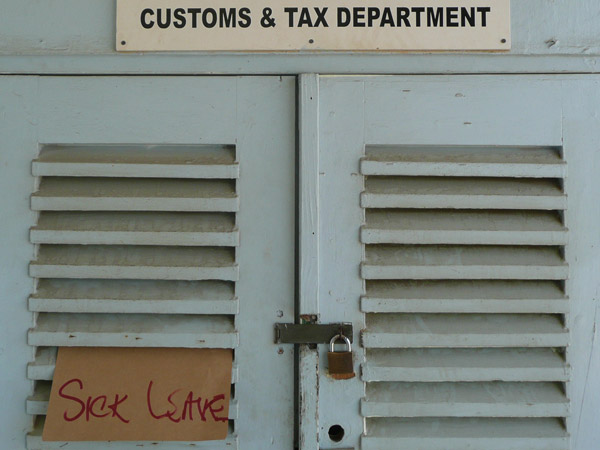 CUSTOMS & TAX DEPARTMENT
SICK LEAVE